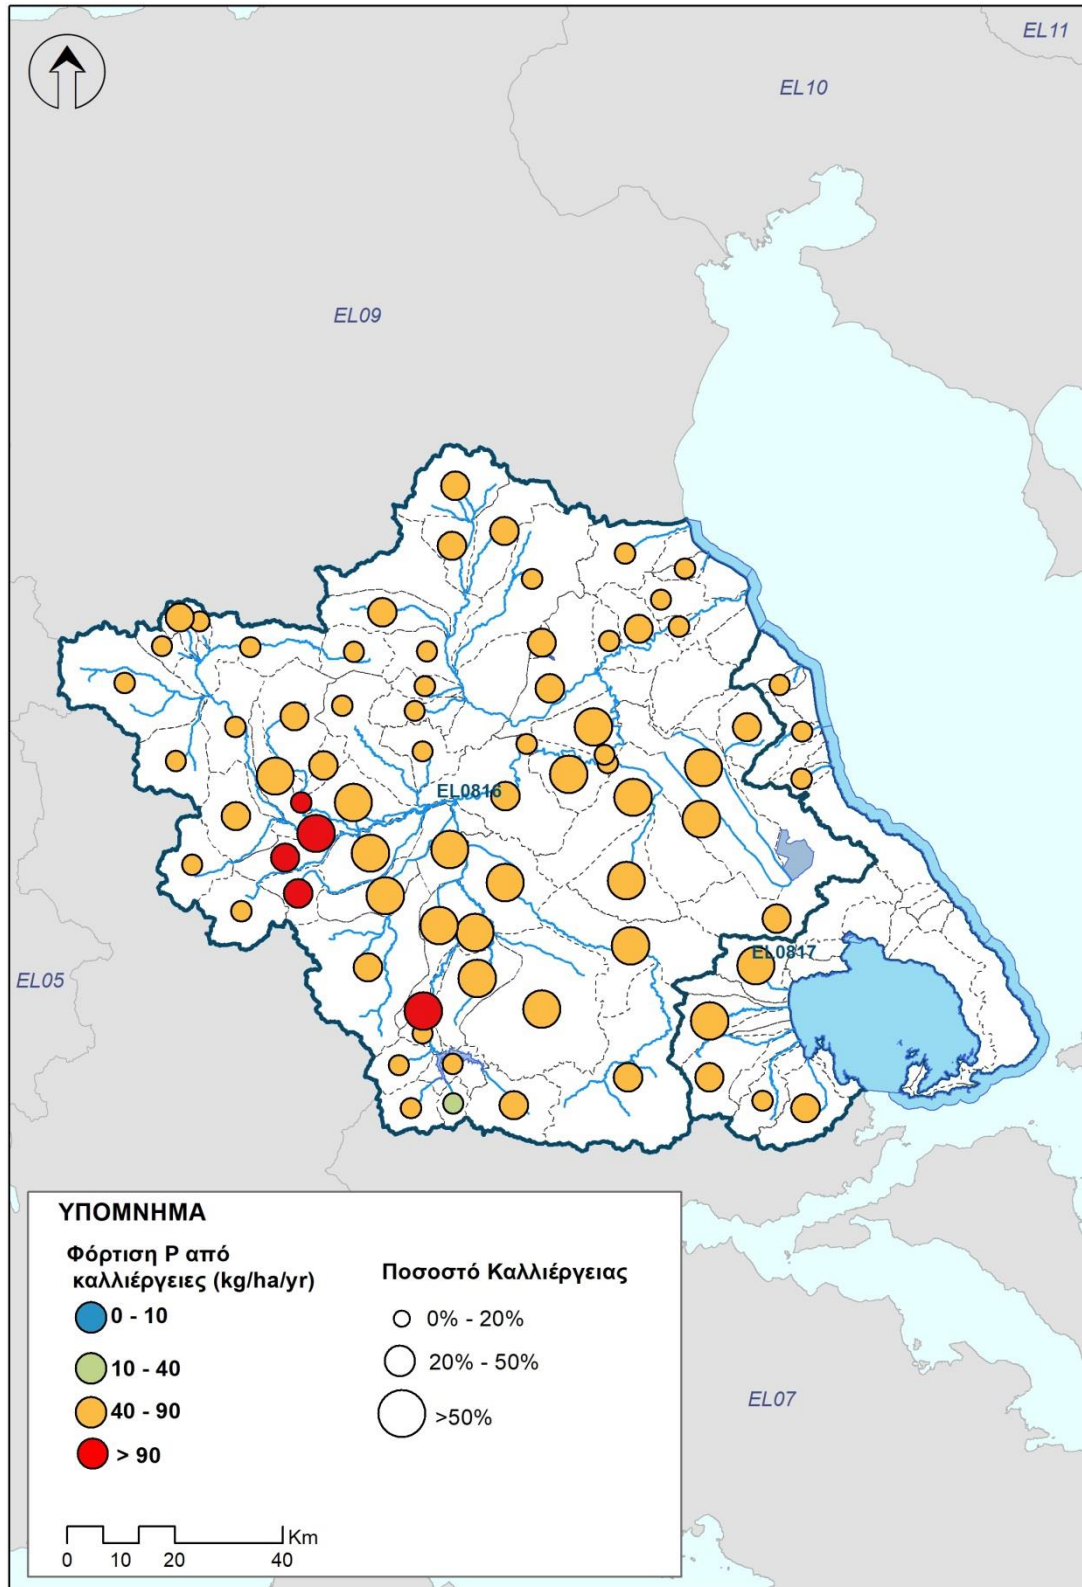 EL11
EL10
EL09
EL0816
EL0817
EL05
EL07
ΥΠΟΜΝΗΜΑ
Φόρτιση P από
καλλιέργειες (kg/ha/yr)
0 - 10
10 - 40
40 - 90
> 90
Ποσοστό Καλλιέργειας
0% - 20%
20% - 50%
>50%
Km
0 10 20 40